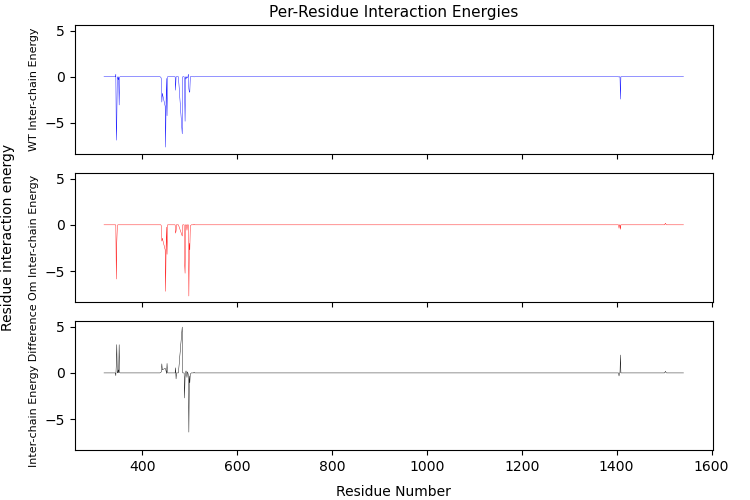 Per-Residue Interaction Energies
Residue interaction energy
WT Inter-chain Energy
5
0
−5
Om Inter-chain Energy
5
0
−5
Inter-chain Energy Difference
5
0
−5
400
600
800
1000
1200
1400
1600
Residue Number